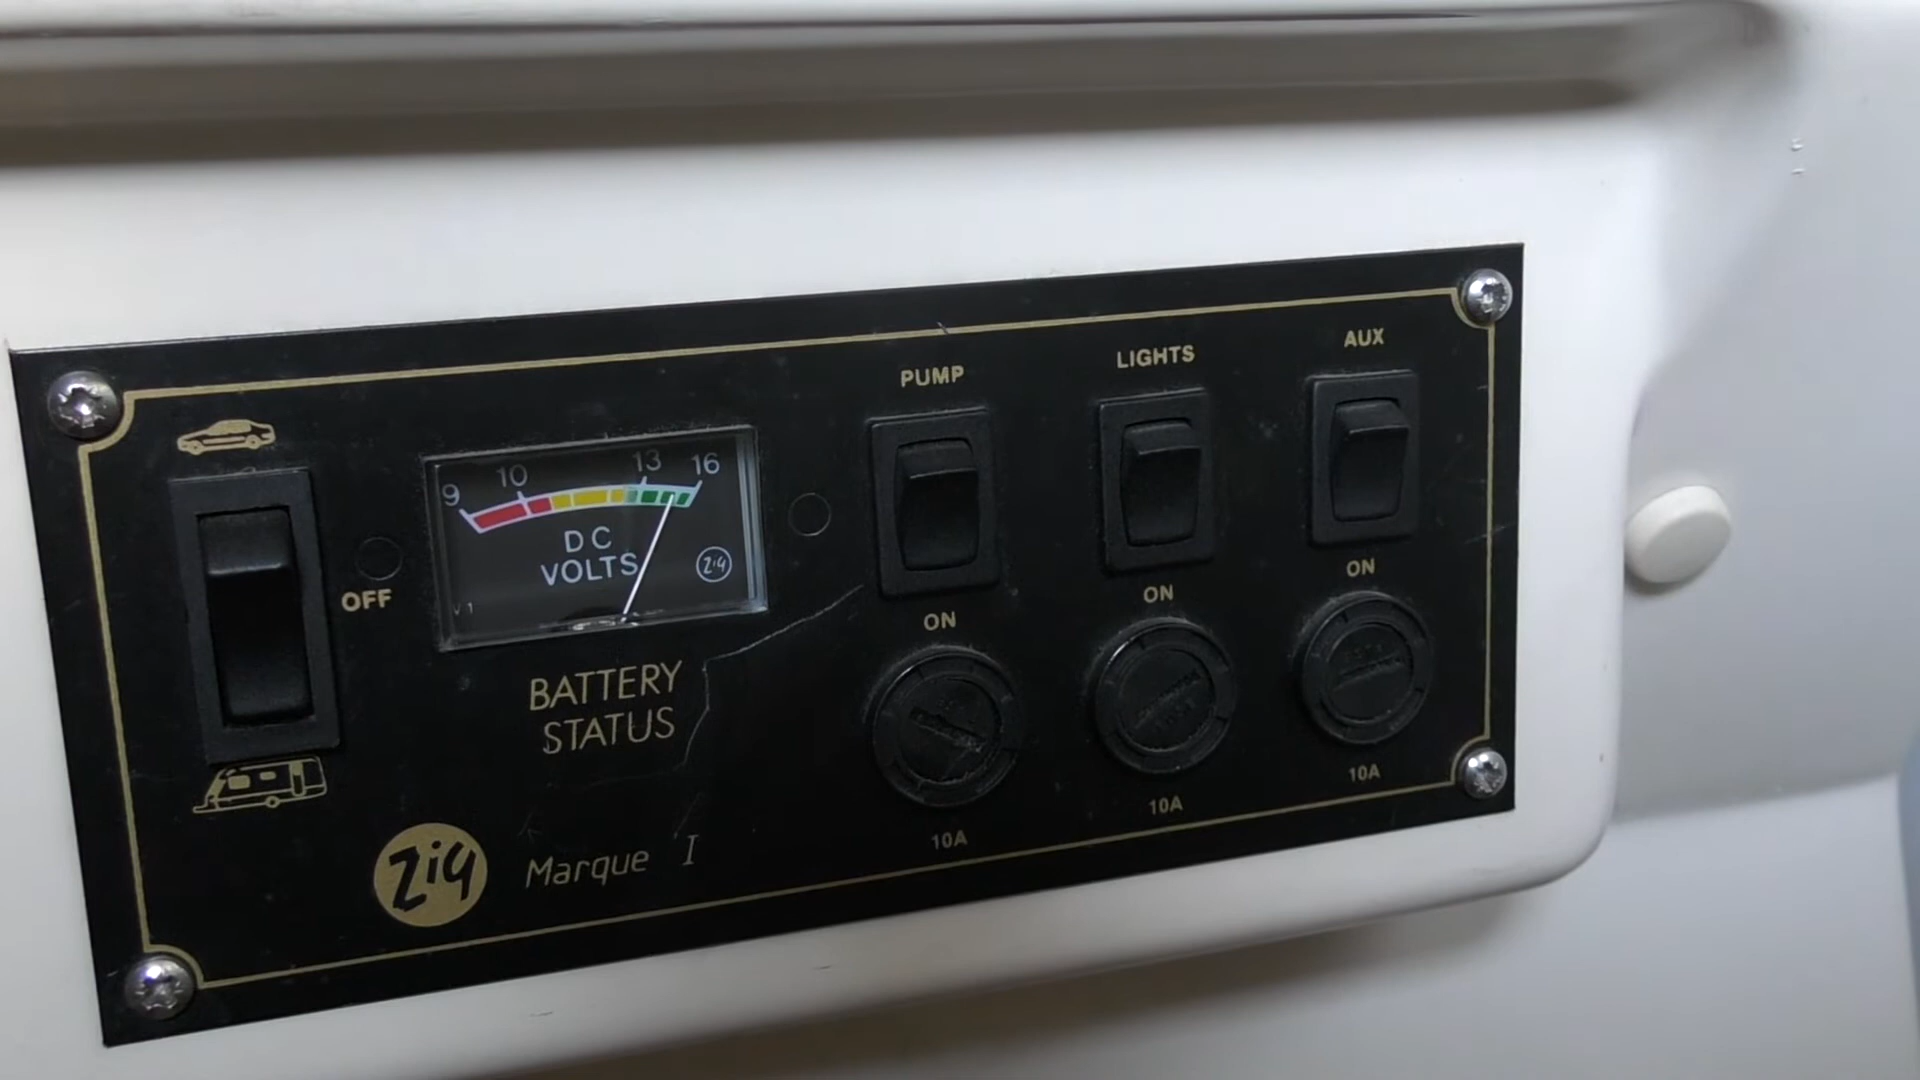 PUMP
LIGHTS
AUX
9 10 13 16
DC
VOLTS
Zig
V1
OFF
BATTERY
STATUS
ON
ON
ON
10A
10A
10A
Zig Marque I